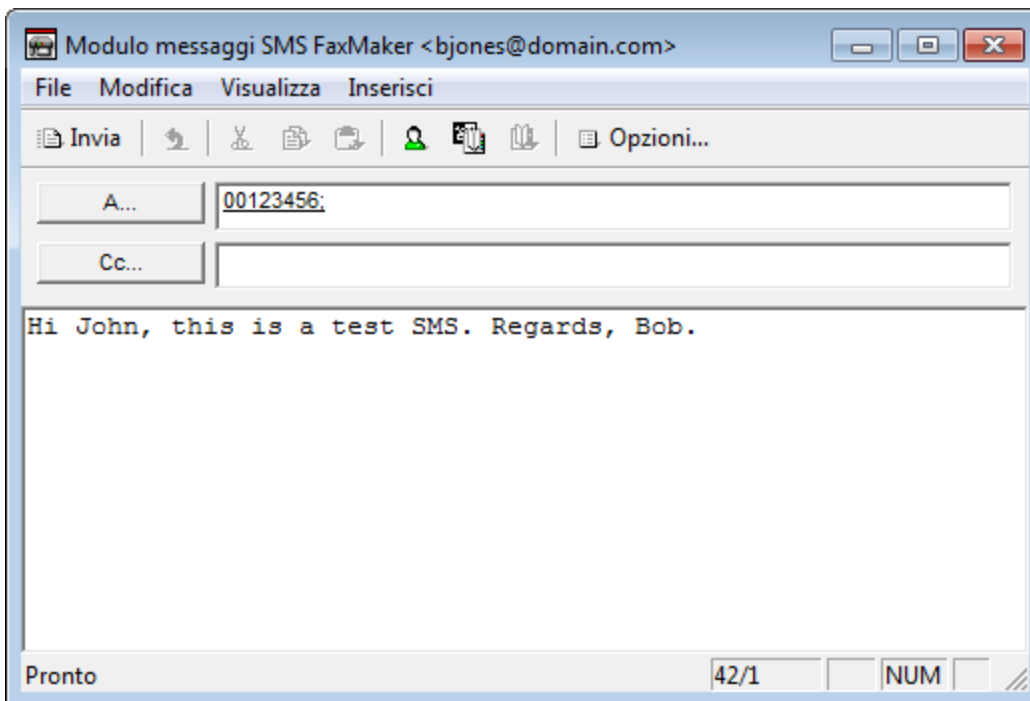 Modulo messaggi SMS FaxMaker <bjones@domain.com>
File Modifica Visualizza Inserisci
Invia Opzioni...
A... 00123456;
Cc...
Hi John, this is a test SMS. Regards, Bob.
Pronto 42/1 NUM